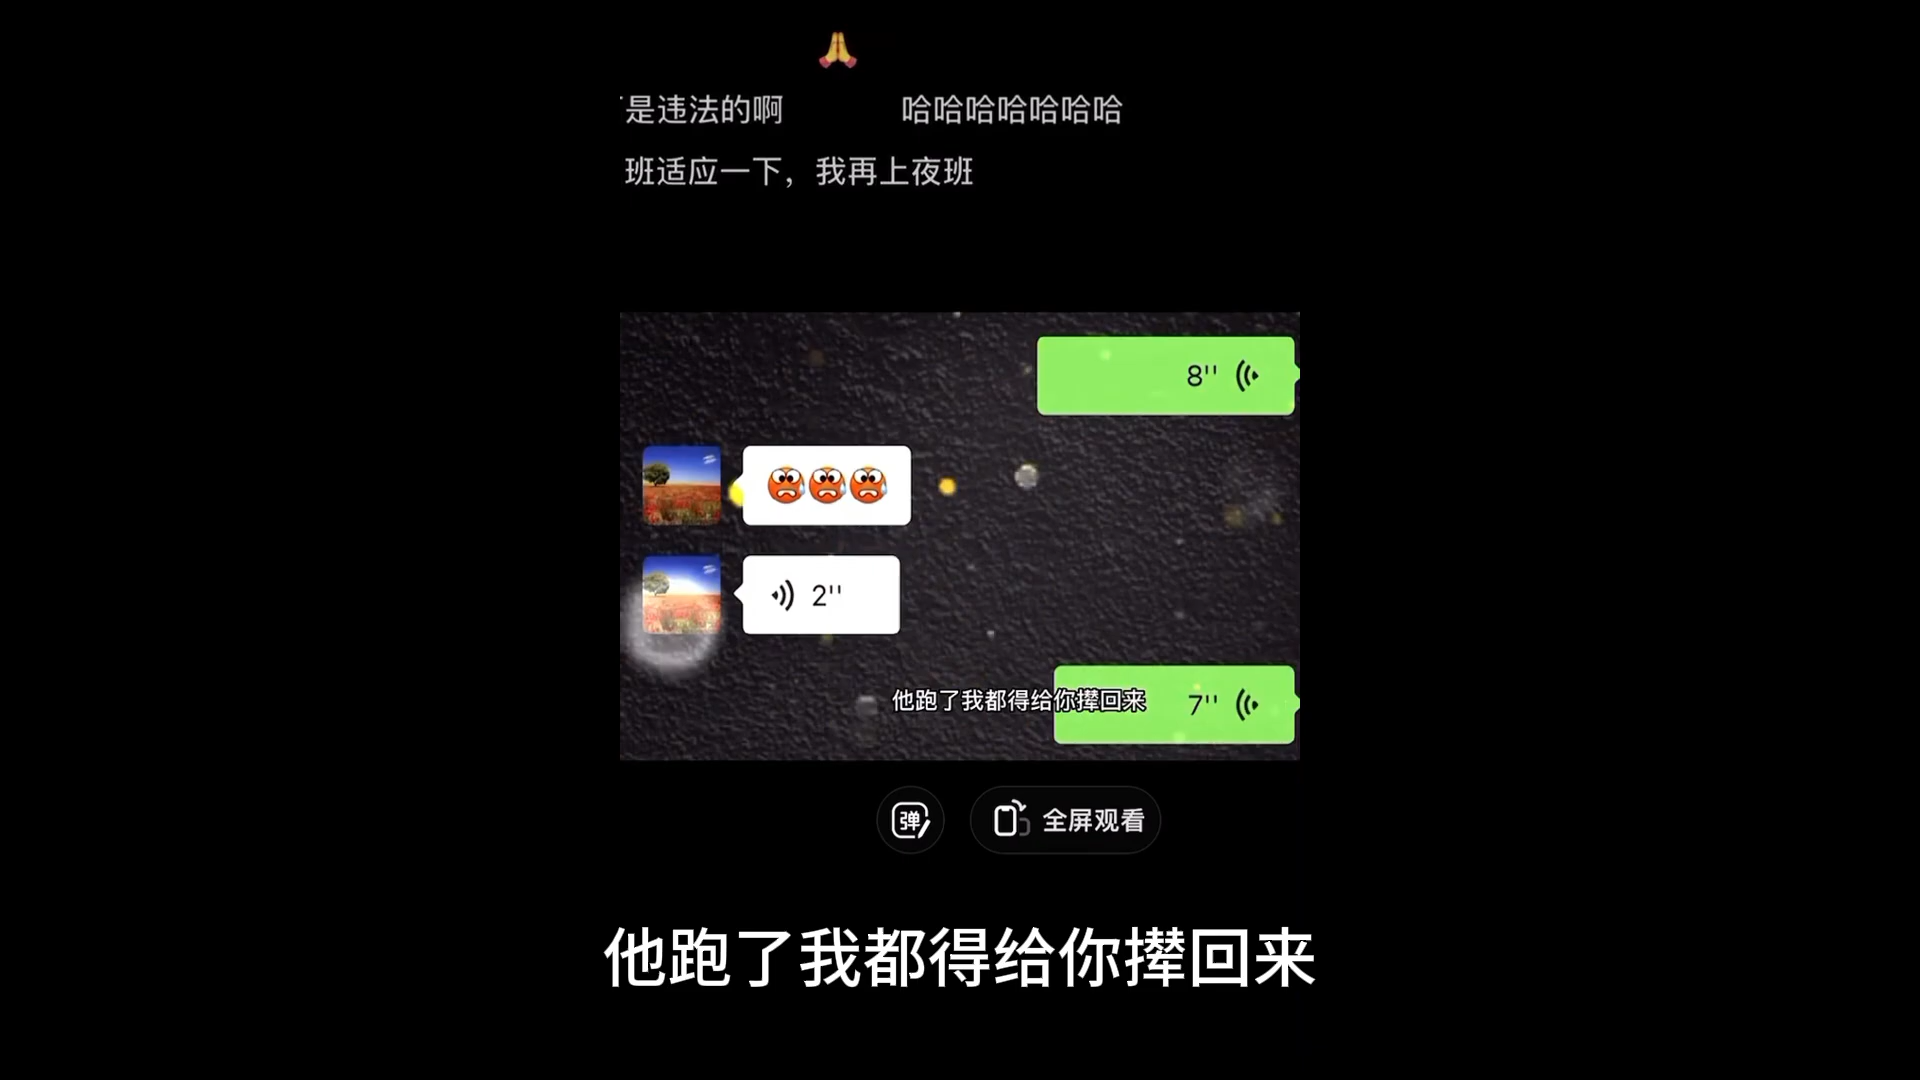 是违法的啊
哈哈哈哈哈哈哈
班适应一下，我再上夜班
8''
2''
他跑了我都得给你撵回来
7''
弹
全屏观看
他跑了我都得给你撵回来